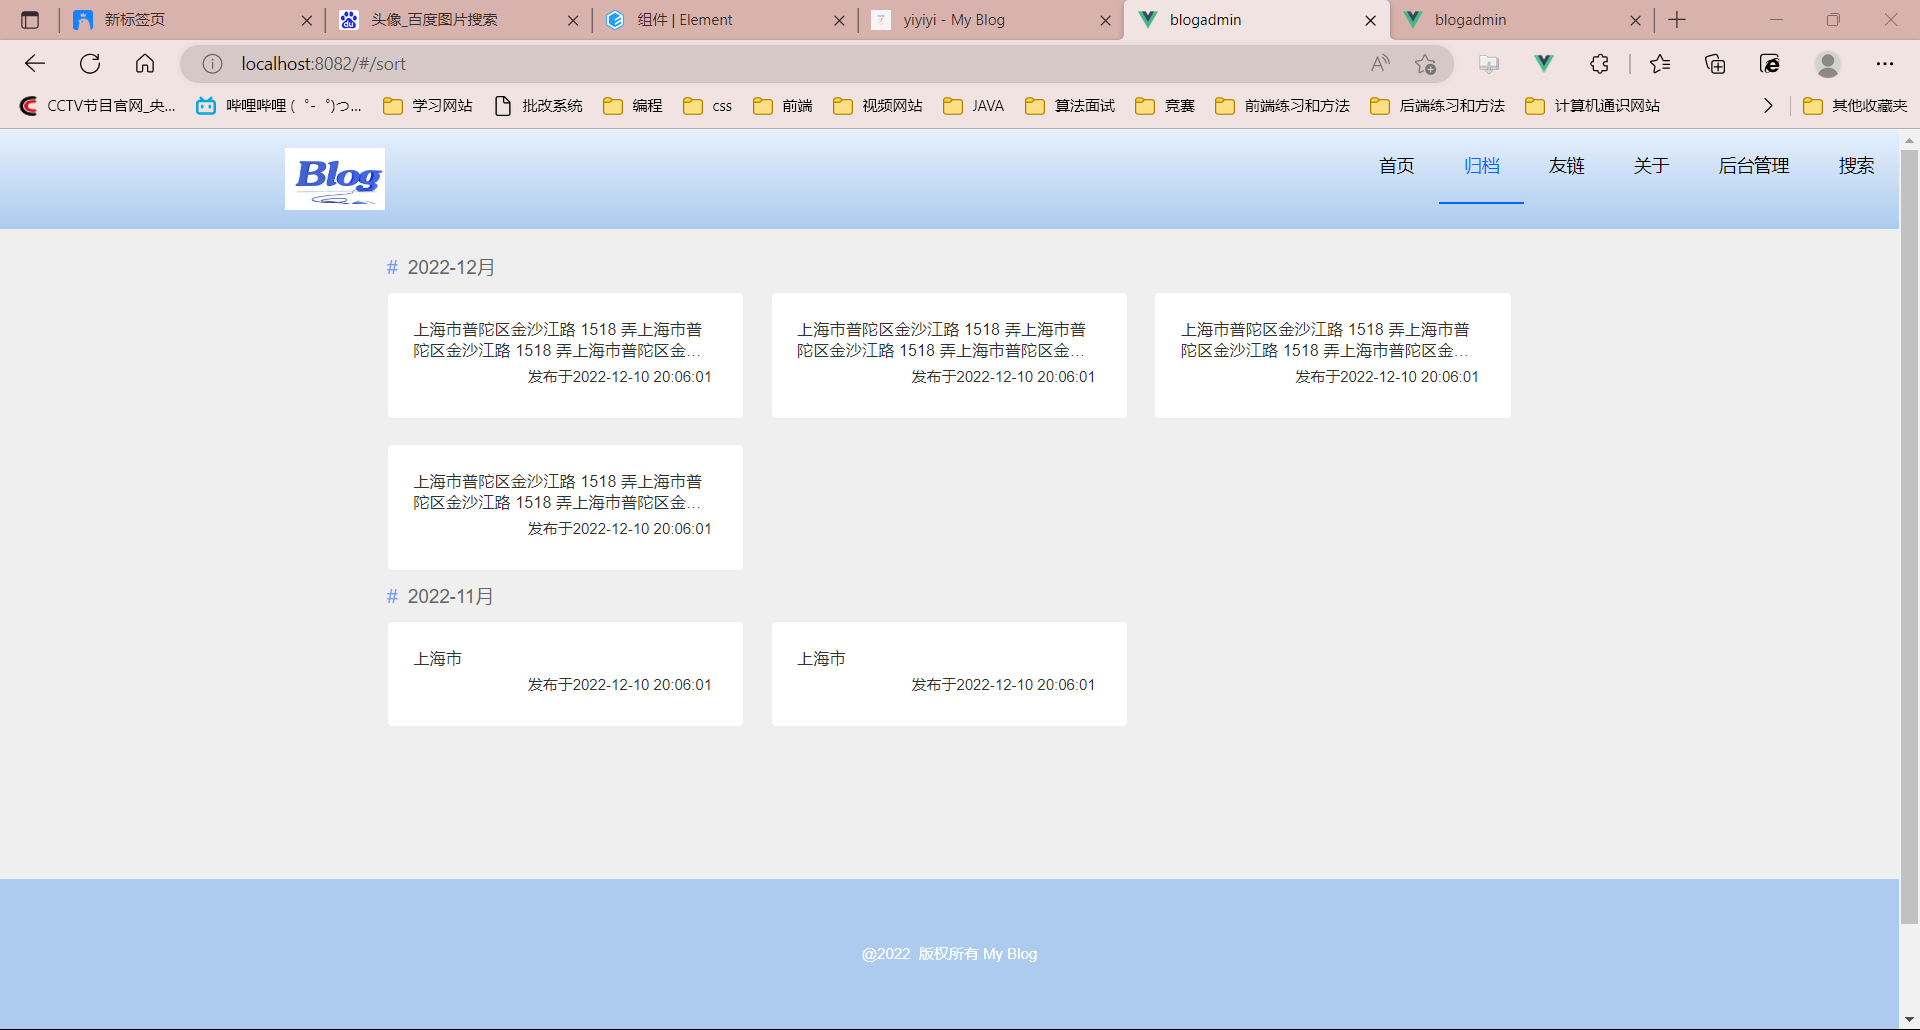 新标签页
头像_百度图片搜索
组件 | Element
yiyiyi - My Blog
blogadmin
blogadmin
localhost:8082/#/sort
CCTV节目官网_央...
哔哩哔哩 ( ゜- ゜)つ...
学习网站
批改系统
编程
css
前端
视频网站
JAVA
算法面试
竞赛
前端练习和方法
后端练习和方法
计算机通识网站
其他收藏夹
Blog
首页
归档
友链
关于
后台管理
搜索
# 2022-12月
上海市普陀区金沙江路 1518 弄上海市普
陀区金沙江路 1518 弄上海市普陀区金...
发布于2022-12-10 20:06:01
上海市普陀区金沙江路 1518 弄上海市普
陀区金沙江路 1518 弄上海市普陀区金...
发布于2022-12-10 20:06:01
上海市普陀区金沙江路 1518 弄上海市普
陀区金沙江路 1518 弄上海市普陀区金...
发布于2022-12-10 20:06:01
上海市普陀区金沙江路 1518 弄上海市普
陀区金沙江路 1518 弄上海市普陀区金...
发布于2022-12-10 20:06:01
# 2022-11月
上海市
发布于2022-12-10 20:06:01
上海市
发布于2022-12-10 20:06:01
@2022 版权所有 My Blog